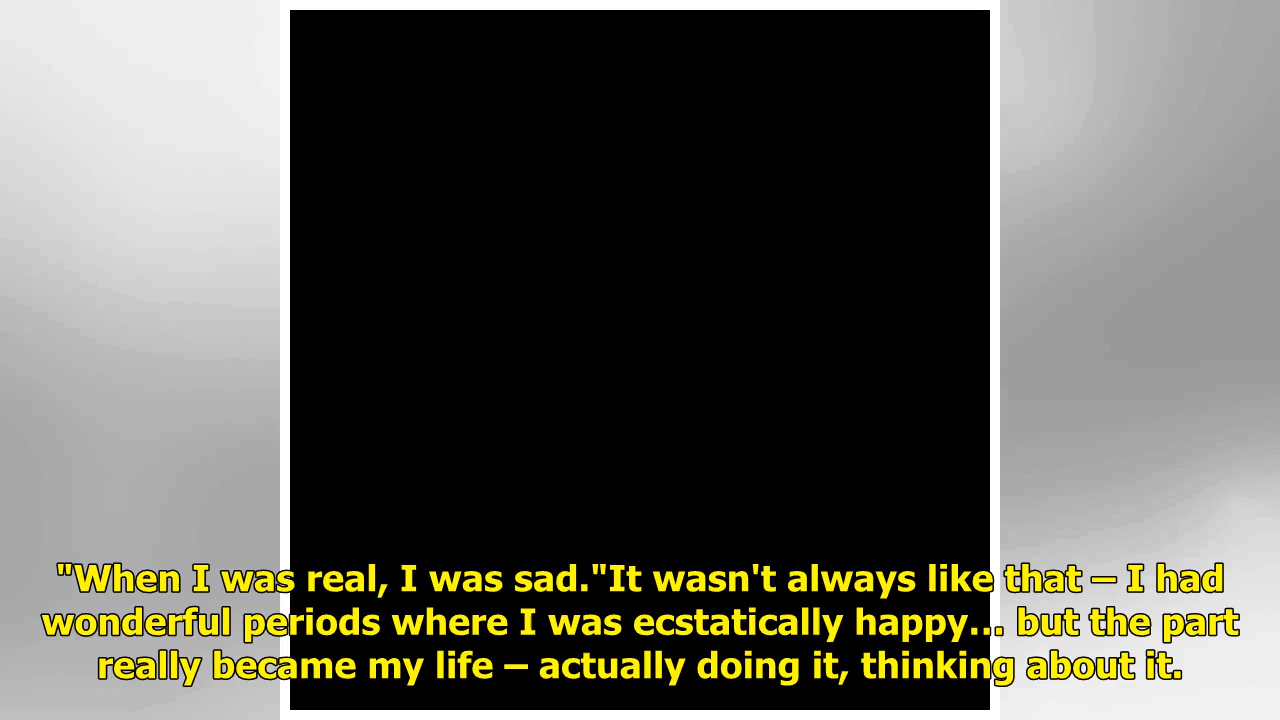 "When I was real, I was sad."It wasn't always like that – I had
wonderful periods where I was ecstatically happy... but the part
really became my life – actually doing it, thinking about it.